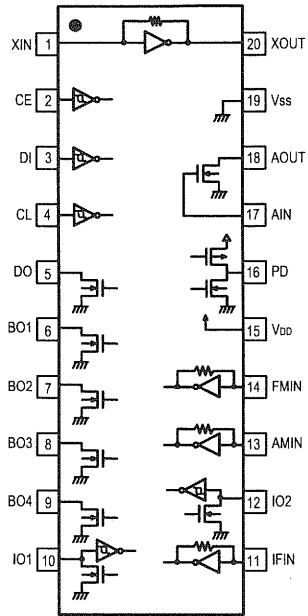 XIN 1 20 XOUT
CE 2 19 Vss
DI 3 18 AOUT
CL 4 17 AIN
DO 5 16 PD
BO1 6 15 VDD
BO2 7 14 FMIN
BO3 8 13 AMIN
BO4 9 12 IO2
IO1 10 11 IFIN